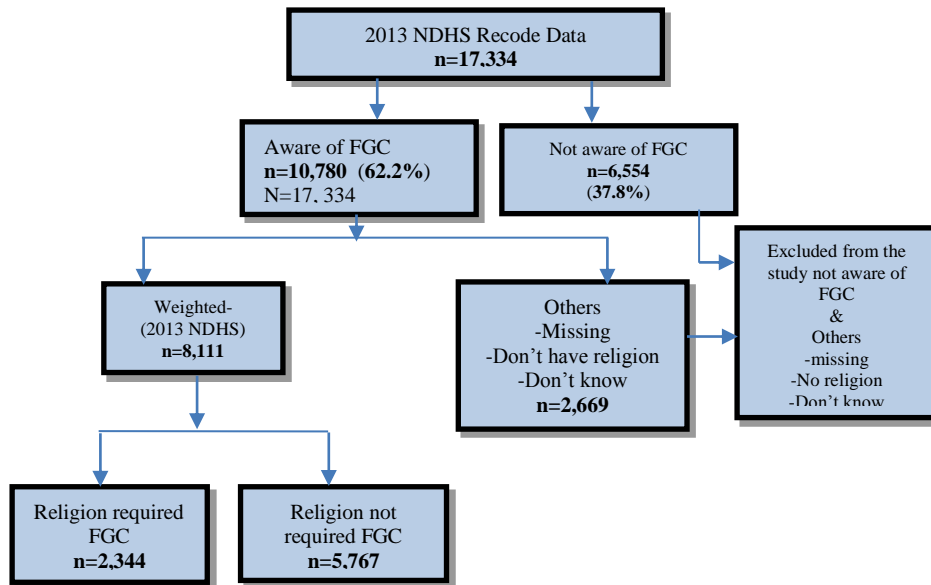 2013 NDHS Recode Data
n=17,334
Aware of FGC
n=10,780 (62.2%)
N=17, 334
Not aware of FGC
n=6,554
(37.8%)
Weighted-
(2013 NDHS)
n=8,111
Others
-Missing
-Don't have religion
-Don't know
n=2,669
Excluded from the
study not aware of
FGC
&
Others
-missing
-No religion
-Don't know
Religion required
FGC
n=2,344
Religion not
required FGC
n=5,767